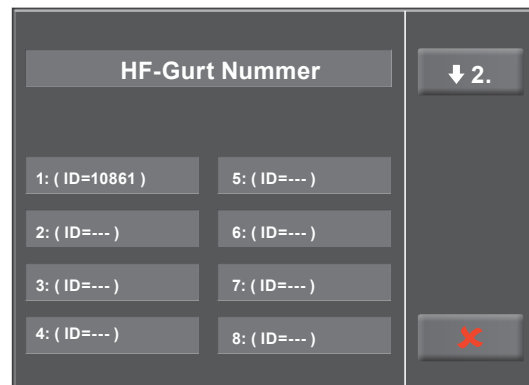 HF-Gurt Nummer
2.
1: ( ID=10861 )
2: ( ID=--- )
3: ( ID=--- )
4: ( ID=--- )
5: ( ID=--- )
6: ( ID=--- )
7: ( ID=--- )
8: ( ID=--- )